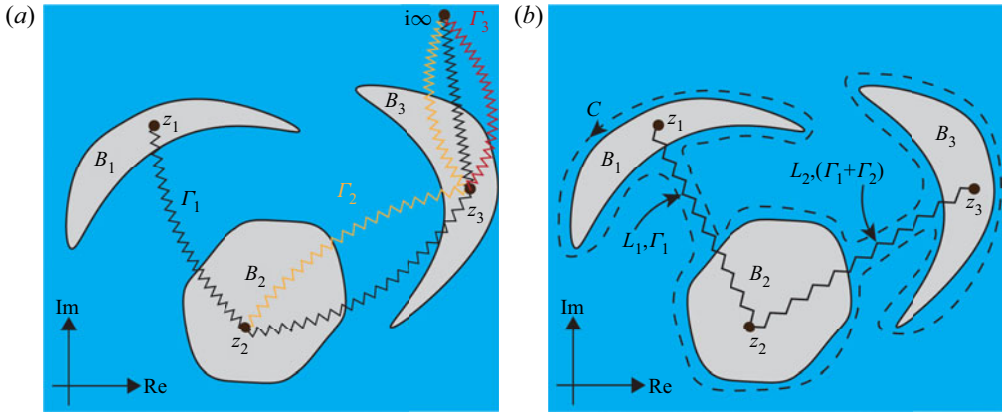 (a)
i∞
Γ3
B3
z1
B1
Γ1
Γ2
z3
B2
z2
Im
Re
(b)
C
z1
B1
B3
L2,(Γ1+Γ2)
z3
L1,Γ1
B2
z2
Im
Re